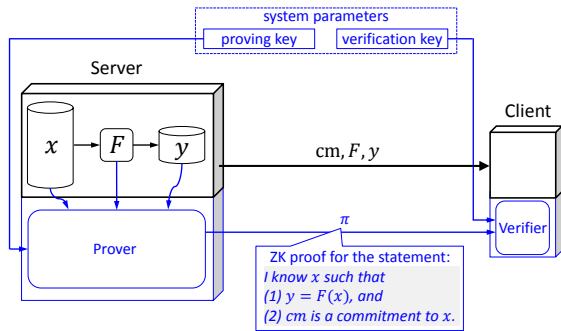 system parameters
proving key
verification key
Server
Client
x
F
y
cm, F, y
Prover
π
Verifier
ZK proof for the statement:
I know x such that
(1) y = F(x), and
(2) cm is a commitment to x.